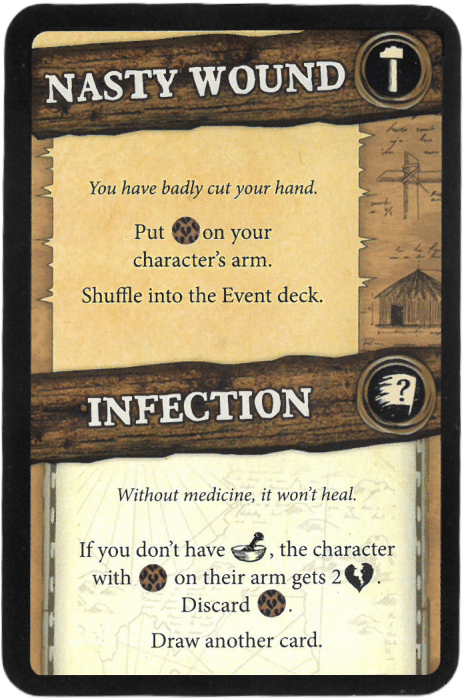 NASTY WOUND
You have badly cut your hand.
Put on your
character's arm.
Shuffle into the Event deck.
INFECTION
?
Without medicine, it won't heal.
If you don't have , the character
with on their arm gets 2 .
Discard .
Draw another card.